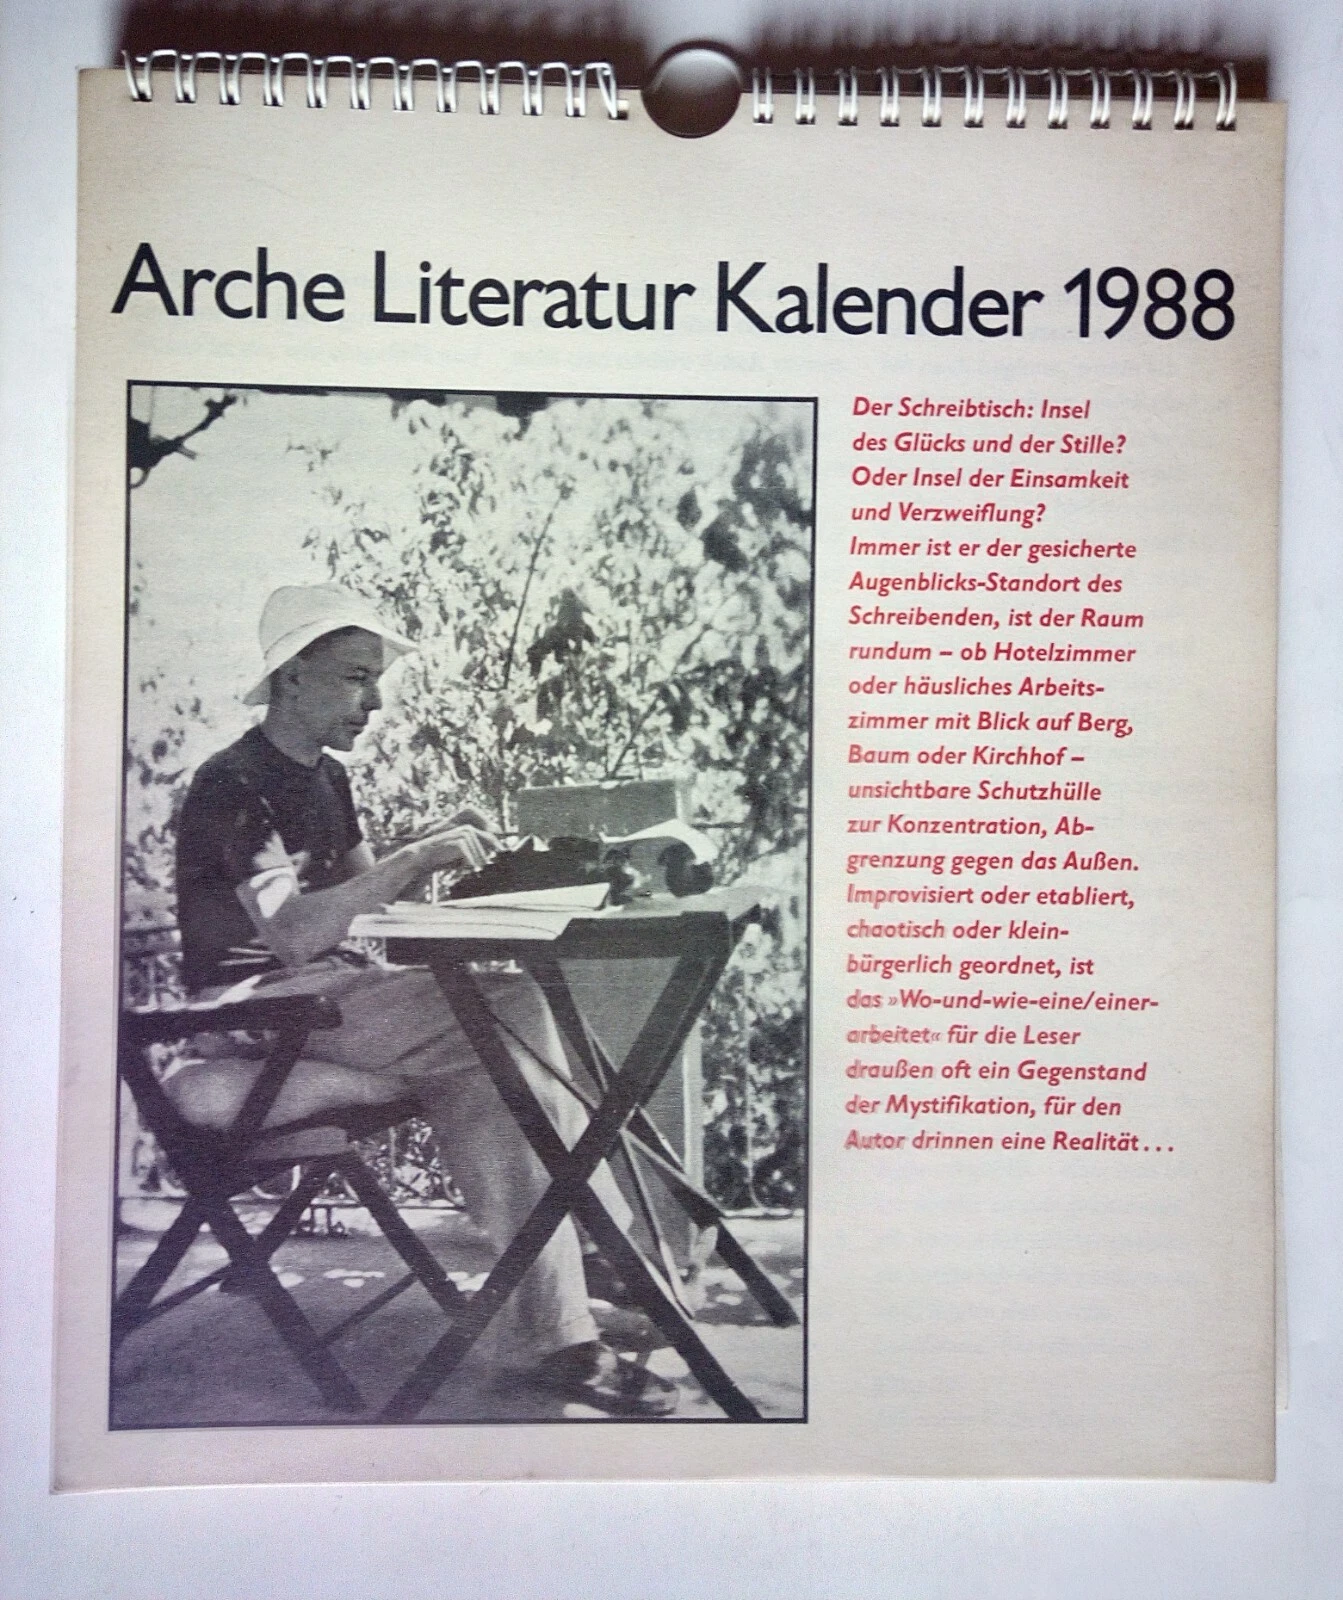 Arche Literatur Kalender 1988
Der Schreibtisch: Insel
des Glücks und der Stille?
Oder Insel der Einsamkeit
und Verzweiflung?
Immer ist er der gesicherte
Augenblicks-Standort des
Schreibenden, ist der Raum
rundum – ob Hotelzimmer
oder häusliches Arbeits-
zimmer mit Blick auf Berg,
Baum oder Kirchhof –
unsichtbare Schutzhülle
zur Konzentration, Ab-
grenzung gegen das Außen.
Improvisiert oder etabliert,
chaotisch oder klein-
bürgerlich geordnet, ist
das »Wo-und-wie-eine/einer-
arbeitet« für die Leser
draußen oft ein Gegenstand
der Mystifikation, für den
Autor drinnen eine Realität...